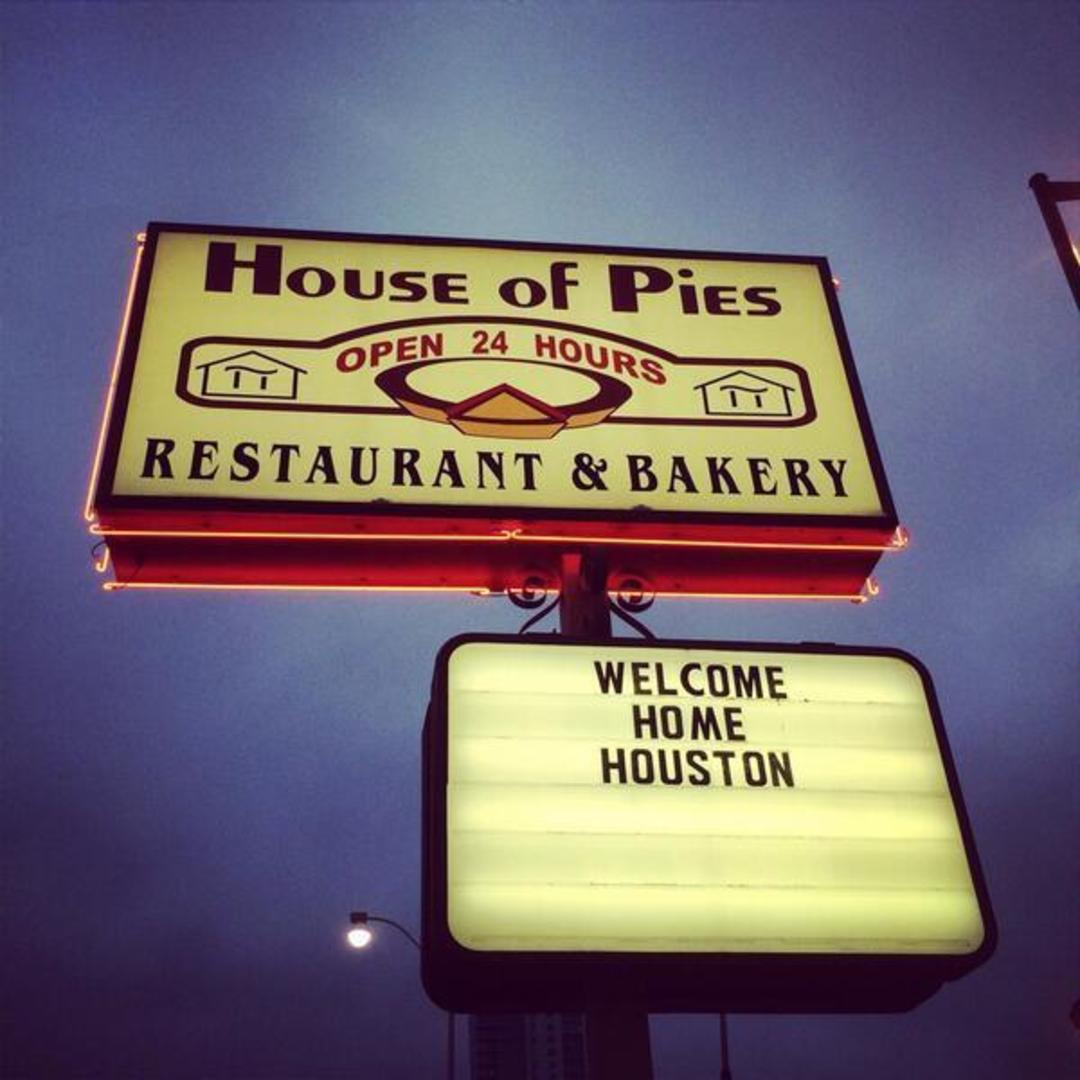 House of Pies
OPEN 24 HOURS
RESTAURANT & BAKERY
WELCOME
HOME
HOUSTON